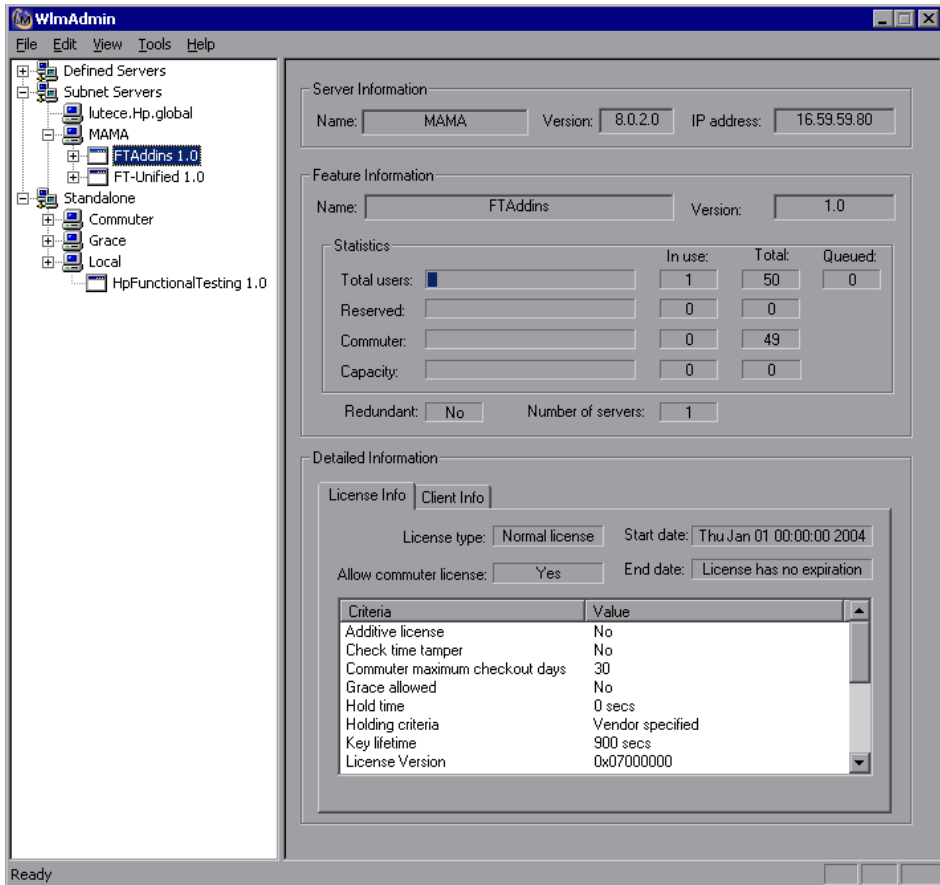 WlmAdmin
File Edit View Tools Help
Defined Servers
Subnet Servers
lutece.Hp.global
MAMA
FTAddins 1.0
FT-Unified 1.0
Standalone
Commuter
Grace
Local
HpFunctionalTesting 1.0
Server Information
Name: MAMA Version: 8.0.2.0 IP address: 16.59.59.80
Feature Information
Name: FTAddins Version: 1.0
Statistics
In use: Total: Queued:
Total users: 1 50 0
Reserved: 0 0
Commuter: 0 49
Capacity: 0 0
Redundant: No Number of servers: 1
Detailed Information
License Info Client Info
License type: Normal license Start date: Thu Jan 01 00:00:00 2004
Allow commuter license: Yes End date: License has no expiration
Criteria Value
Additive license No
Check time tamper No
Commuter maximum checkout days 30
Grace allowed No
Hold time 0 secs
Holding criteria Vendor specified
Key lifetime 900 secs
License Version 0x07000000
Ready